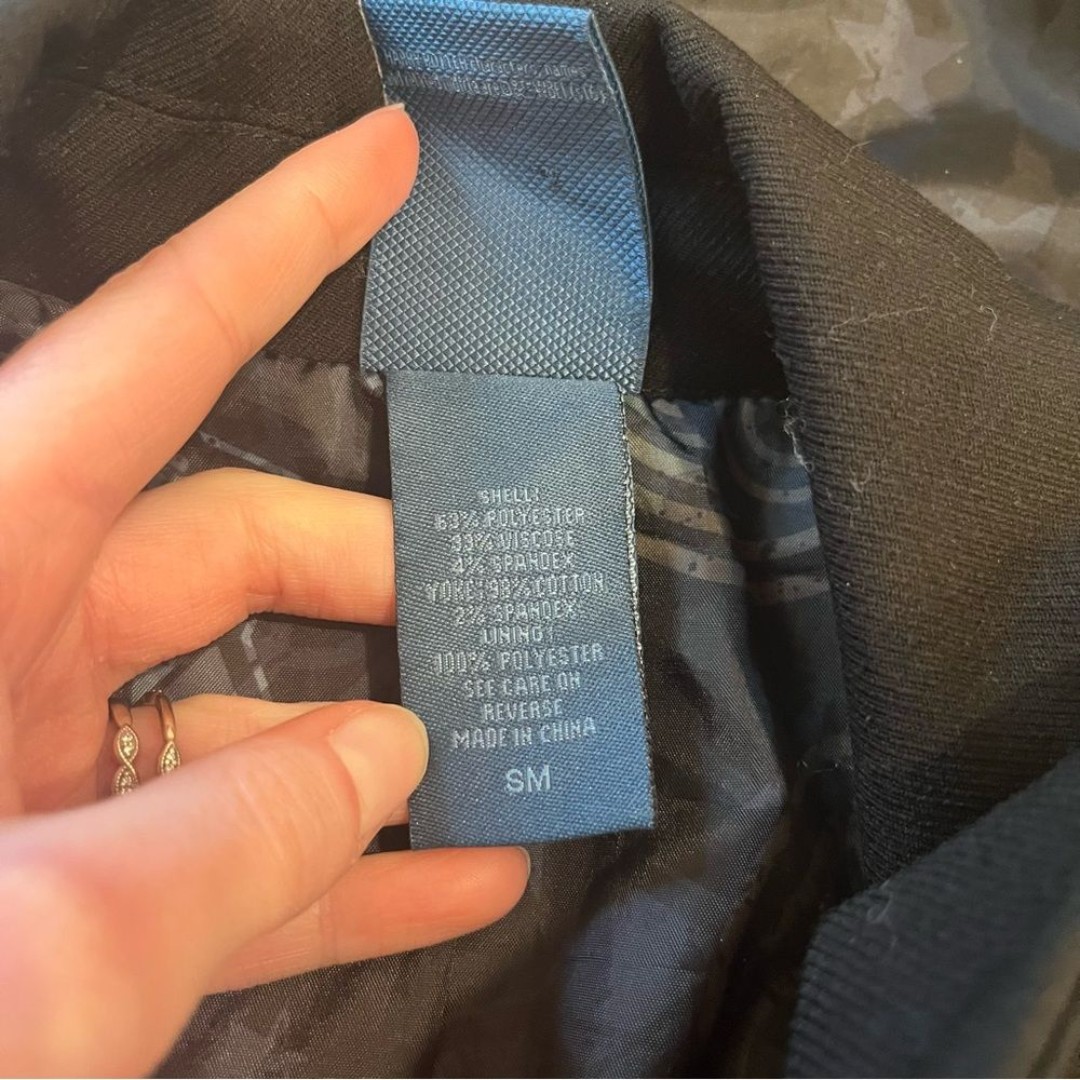 SHELL:
63% POLYESTER
33% VISCOSE
4% SPANDEX
YOKE: 98% COTTON
2% SPANDEX
LINING:
100% POLYESTER
SEE CARE ON
REVERSE
MADE IN CHINA
SM